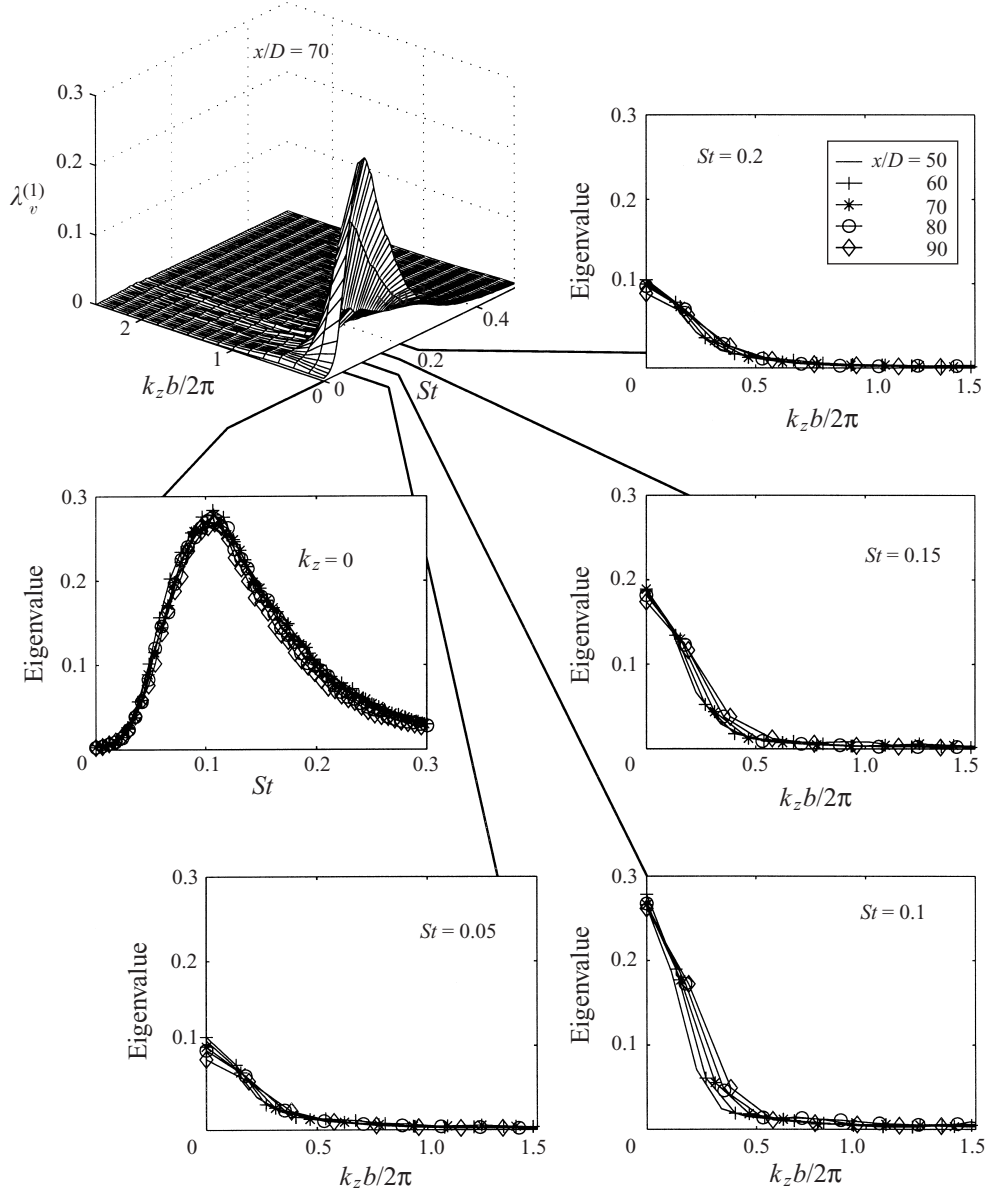 x/D = 70
0.3
0.2
λ_v^(1)
0.1
0
2
1
0
k_z b/2π
0
0.2
0.4
St
0.3
0.2
0.1
0
Eigenvalue
St = 0.2
x/D = 50
60
70
80
90
0.5
1.0
1.5
k_z b/2π
0.3
0.2
0.1
Eigenvalue
k_z = 0
0
0.1
0.2
0.3
St
0.3
0.2
0.1
0
Eigenvalue
St = 0.15
0.5
1.0
1.5
k_z b/2π
0.3
0.2
0.1
0
Eigenvalue
St = 0.05
0.5
1.0
1.5
k_z b/2π
0.3
0.2
0.1
0
Eigenvalue
St = 0.1
0.5
1.0
1.5
k_z b/2π